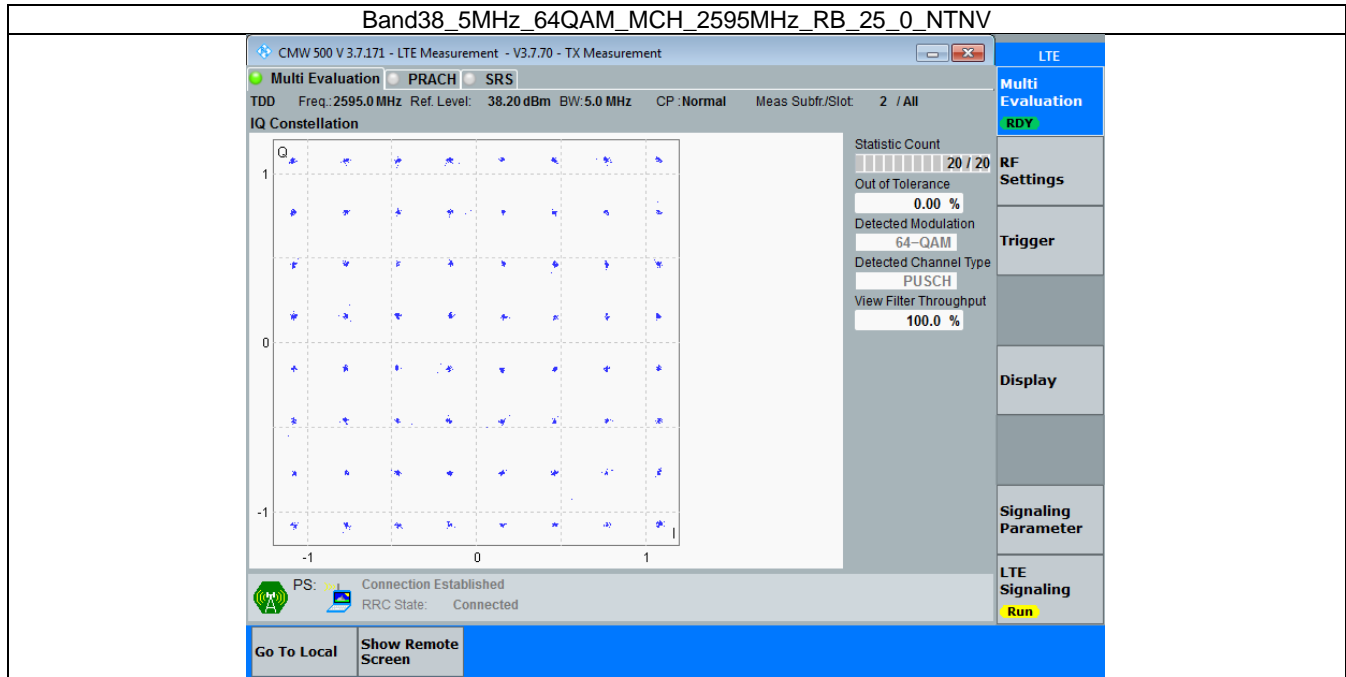 Band38_5MHz_64QAM_MCH_2595MHz_RB_25_0_NTNV
CMW 500 V 3.7.171 - LTE Measurement - V3.7.70 - TX Measurement
LTE
Multi Evaluation PRACH SRS
Multi
Evaluation
RDY
TDD Freq.:2595.0 MHz Ref. Level: 38.20 dBm BW:5.0 MHz CP :Normal Meas Subfr./Slot: 2 / All
IQ Constellation
Q
1
0
-1
I
-1 0 1
Statistic Count
20 / 20
Out of Tolerance
0.00 %
Detected Modulation
64-QAM
Detected Channel Type
PUSCH
View Filter Throughput
100.0 %
RF
Settings
Trigger
Display
Signaling
Parameter
LTE
Signaling
Run
PS: Connection Established
RRC State: Connected
Go To Local
Show Remote
Screen